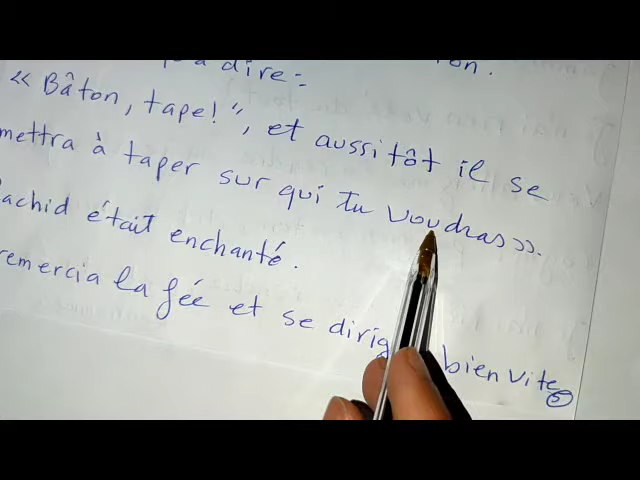 à dire:
« Bâton, tape! ", et aussitôt il se
mettra à taper sur qui tu voudras ».
achid était enchanté.
remercia la fée et se dirig bien vite
5